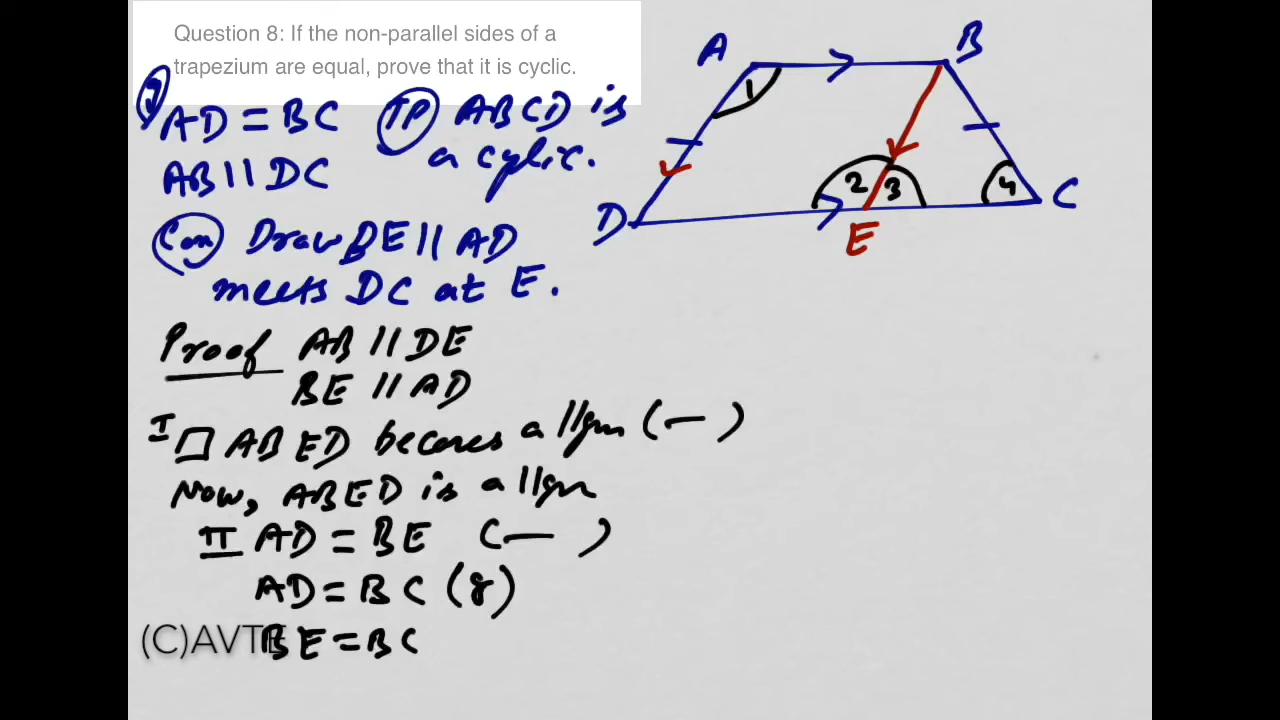 Question 8: If the non-parallel sides of a
trapezium are equal, prove that it is cyclic.
AD = BC TP ABCD is
a cyclic.
AB || DC
Con Draw BE || AD
meets DC at E.
Proof AB || DE
BE || AD
I □ ABED becomes a ||gm ( — )
Now, ABED is a ||gm
II AD = BE ( — )
AD = BC (g)
BE = BC
(C)AVTE
A
B
1
2
3
4
D
E
C